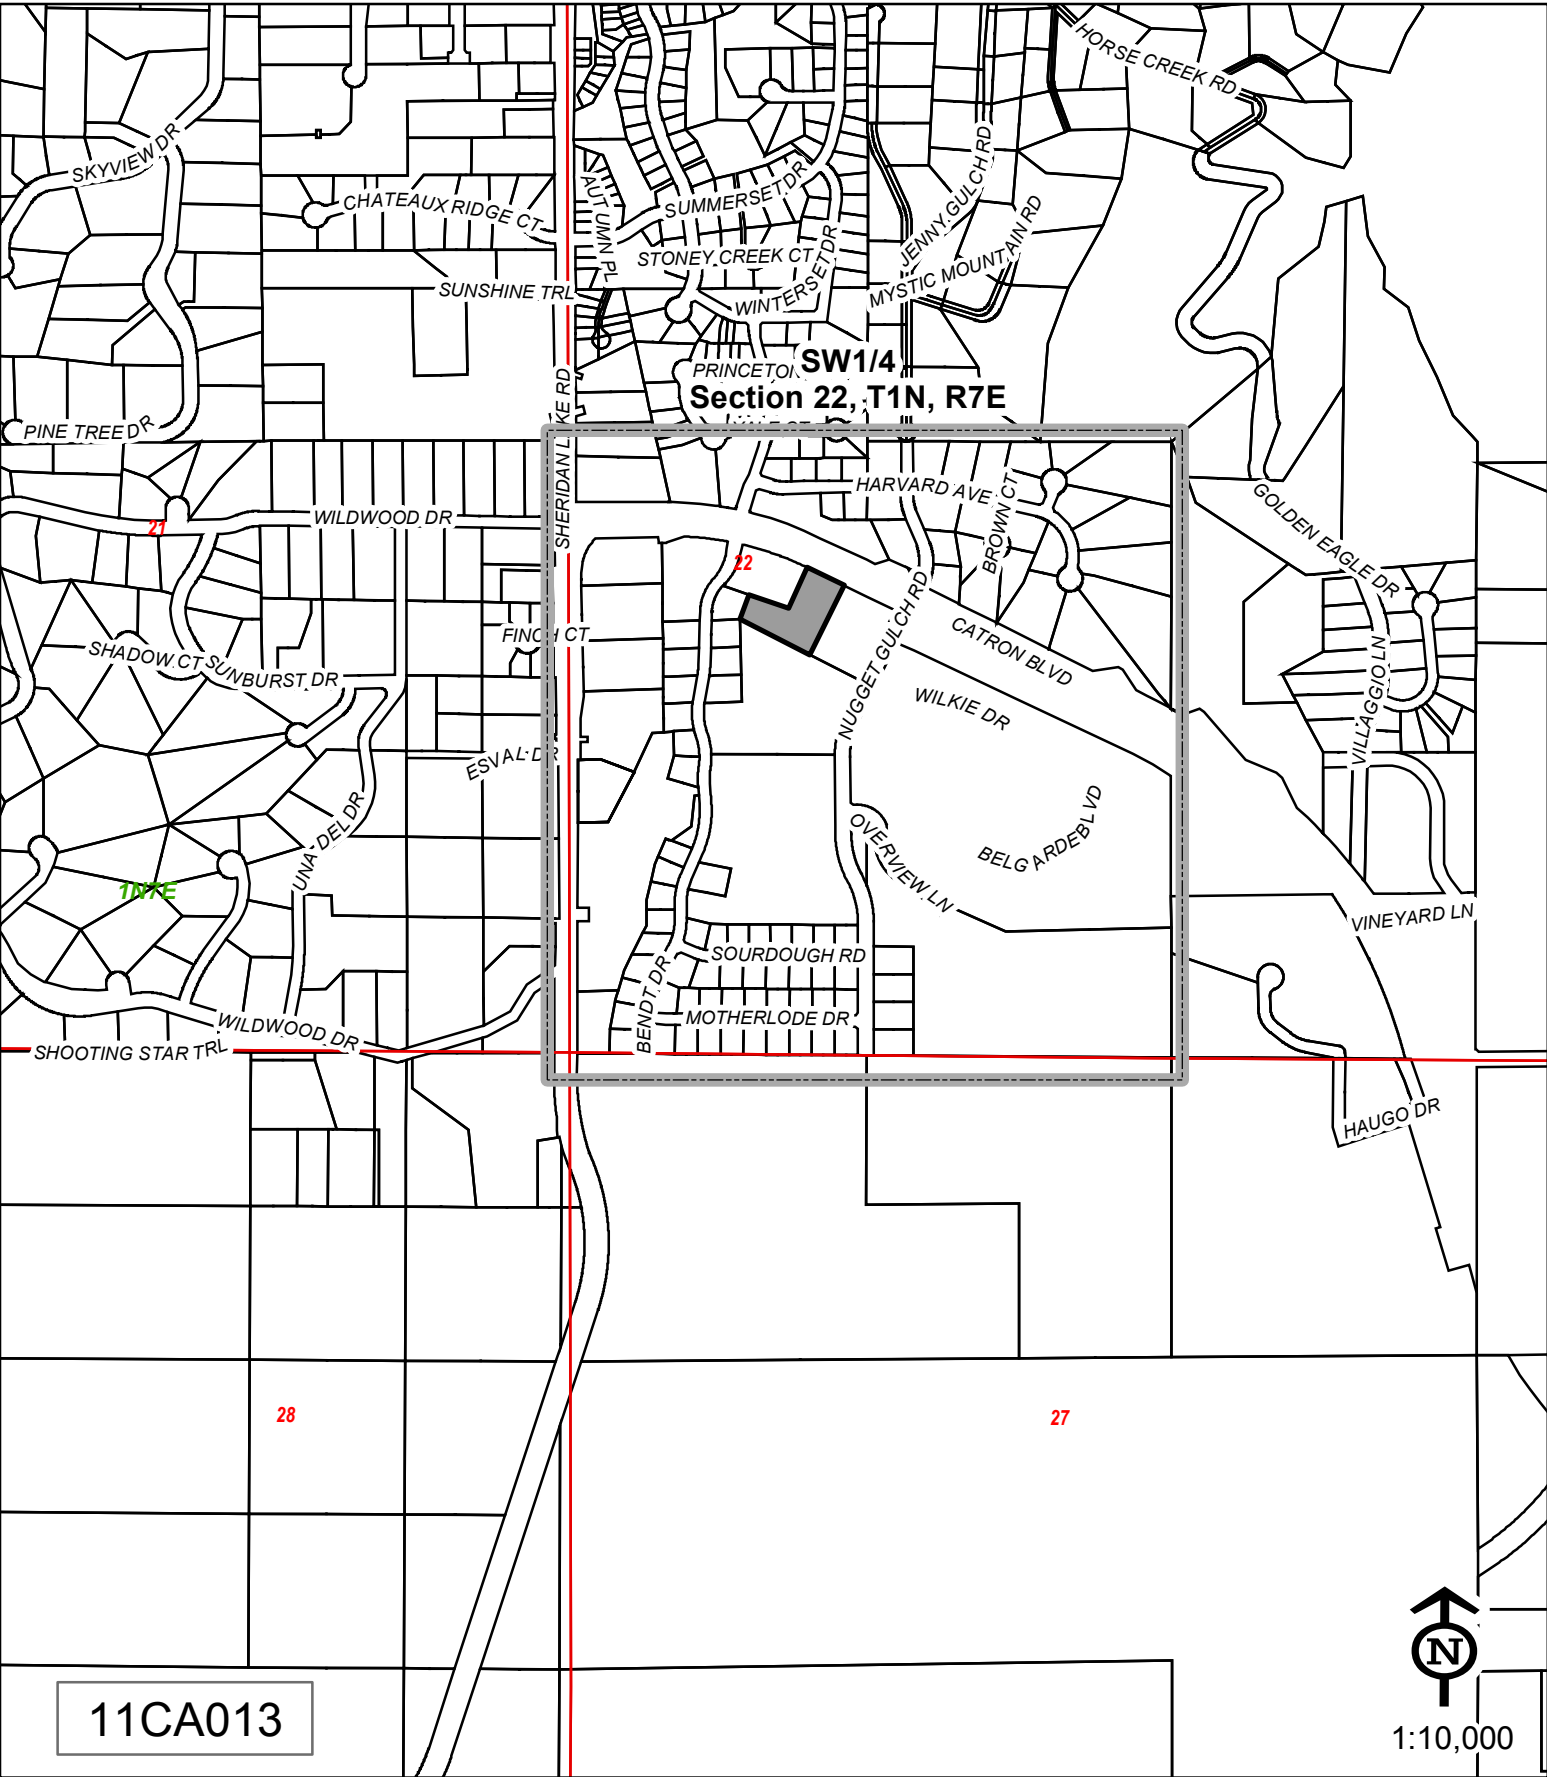 HORSE CREEK RD
SKYVIEW DR
CHATEAUX RIDGE CT
AUTUMN PL
SUMMERSET DR
JENNY GULCH RD
STONEY CREEK CT
WINTERSET DR
MYSTIC MOUNTAIN RD
SUNSHINE TRL
PRINCETON
SW1/4
Section 22, T1N, R7E
SHERIDAN LAKE RD
PINE TREE DR
HARVARD AVE
BROWN CT
GOLDEN EAGLE DR
WILDWOOD DR
21
22
FINCH CT
SHADOW CT
SUNBURST DR
NUGGET GULCH RD
CATRON BLVD
WILKIE DR
VILLAGGIO LN
ESVAL DR
UNA DEL DR
OVERVIEW LN
BELGARDE BLVD
1N7E
VINEYARD LN
SOURDOUGH RD
BENDT DR
MOTHERLODE DR
WILDWOOD DR
SHOOTING STAR TRL
HAUGO DR
28
27
N
11CA013
1:10,000